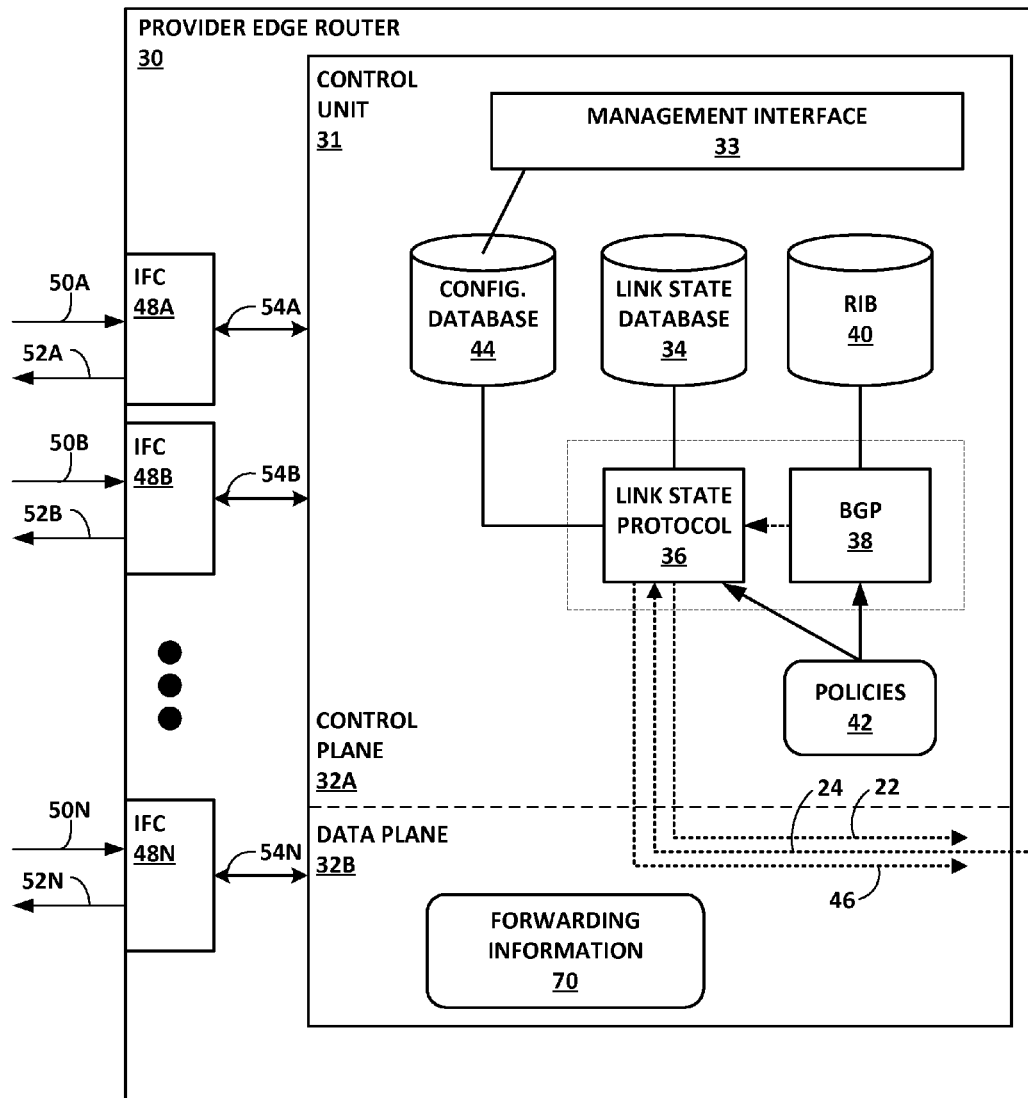 PROVIDER EDGE ROUTER
30
CONTROL
UNIT
31
MANAGEMENT INTERFACE
33
CONFIG.
DATABASE
44
LINK STATE
DATABASE
34
RIB
40
50A
52A
IFC
48A
54A
50B
52B
IFC
48B
54B
LINK STATE
PROTOCOL
36
BGP
38
POLICIES
42
CONTROL
PLANE
32A
24
22
50N
52N
IFC
48N
54N
DATA PLANE
32B
46
FORWARDING
INFORMATION
70